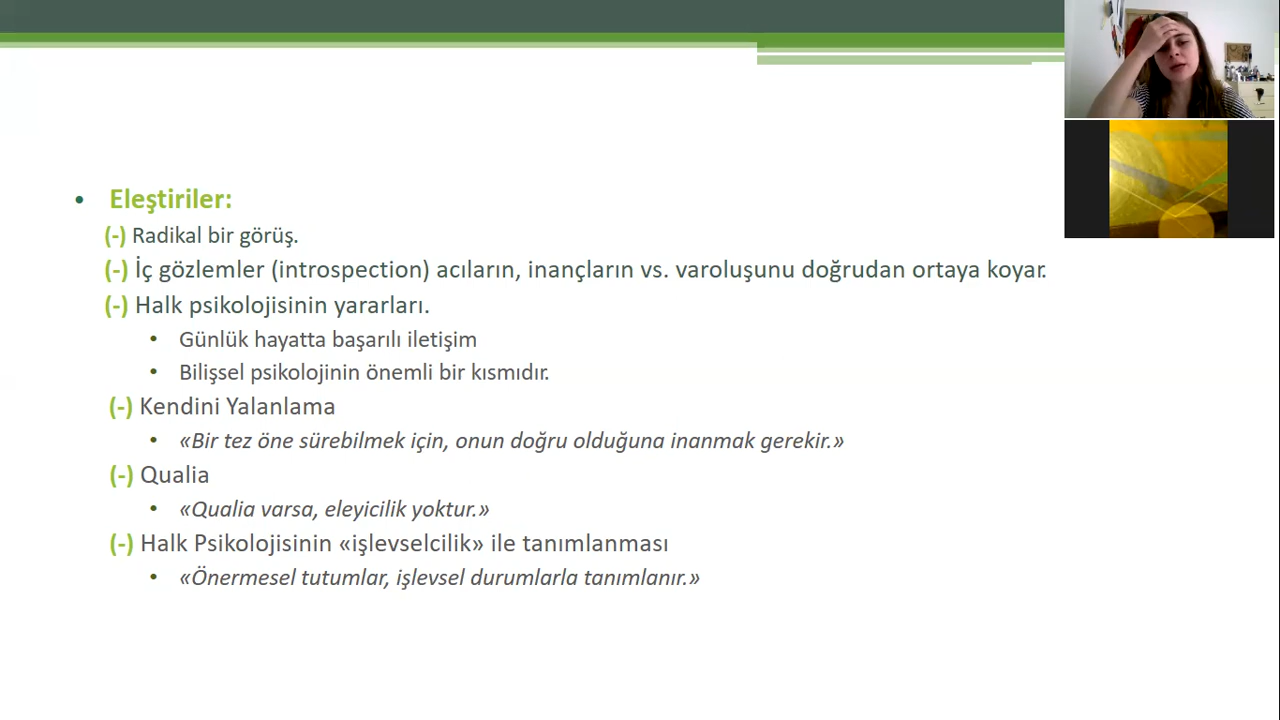 • Eleştiriler:
(-) Radikal bir görüş.
(-) İç gözlemler (introspection) acıların, inançların vs. varoluşunu doğrudan ortaya koyar.
(-) Halk psikolojisinin yararları.
• Günlük hayatta başarılı iletişim
• Bilişsel psikolojinin önemli bir kısmıdır.
(-) Kendini Yalanlama
• «Bir tez öne sürebilmek için, onun doğru olduğuna inanmak gerekir.»
(-) Qualia
• «Qualia varsa, eleyicilik yoktur.»
(-) Halk Psikolojisinin «işlevselcilik» ile tanımlanması
• «Önermesel tutumlar, işlevsel durumlarla tanımlanır.»